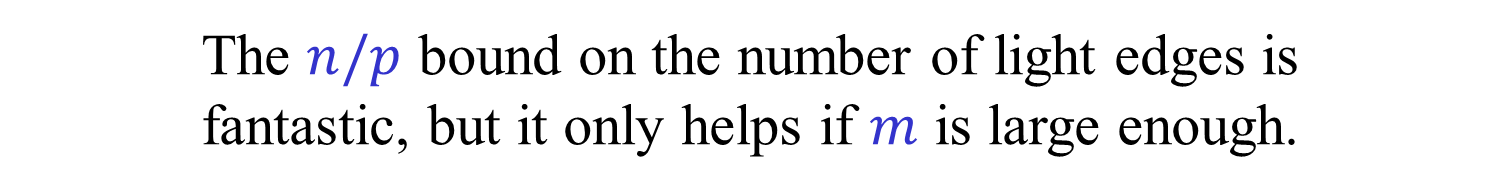 The n/p bound on the number of light edges is
fantastic, but it only helps if m is large enough.